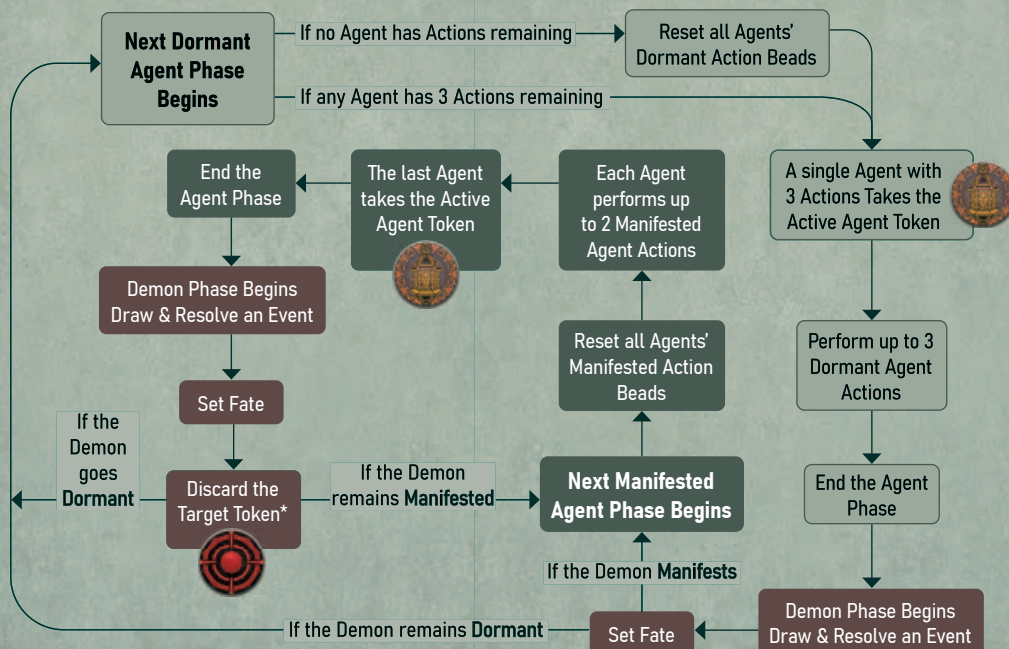 Next Dormant
Agent Phase
Begins
If no Agent has Actions remaining
Reset all Agents’
Dormant Action Beads
If any Agent has 3 Actions remaining
A single Agent with
3 Actions Takes the
Active Agent Token
Perform up to 3
Dormant Agent
Actions
End the Agent
Phase
Demon Phase Begins
Draw & Resolve an Event
Set Fate
If the Demon remains Dormant
If the Demon Manifests
Next Manifested
Agent Phase Begins
Reset all Agents’
Manifested Action
Beads
Each Agent
performs up
to 2 Manifested
Agent Actions
The last Agent
takes the Active
Agent Token
End the
Agent Phase
Demon Phase Begins
Draw & Resolve an Event
Set Fate
Discard the
Target Token*
If the
Demon
goes
Dormant
If the Demon
remains Manifested